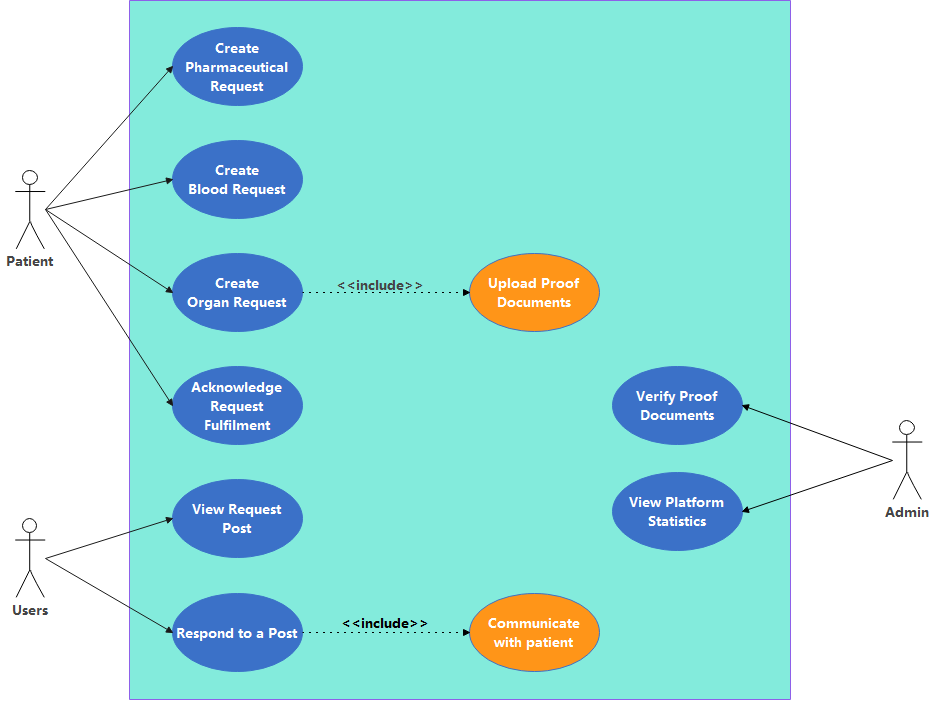 Create
Pharmaceutical
Request
Create
Blood Request
Patient
Create
Organ Request
<<include>>
Upload Proof
Documents
Acknowledge
Request
Fulfilment
Verify Proof
Documents
View Platform
Statistics
Admin
View Request
Post
Users
Respond to a Post
<<include>>
Communicate
with patient